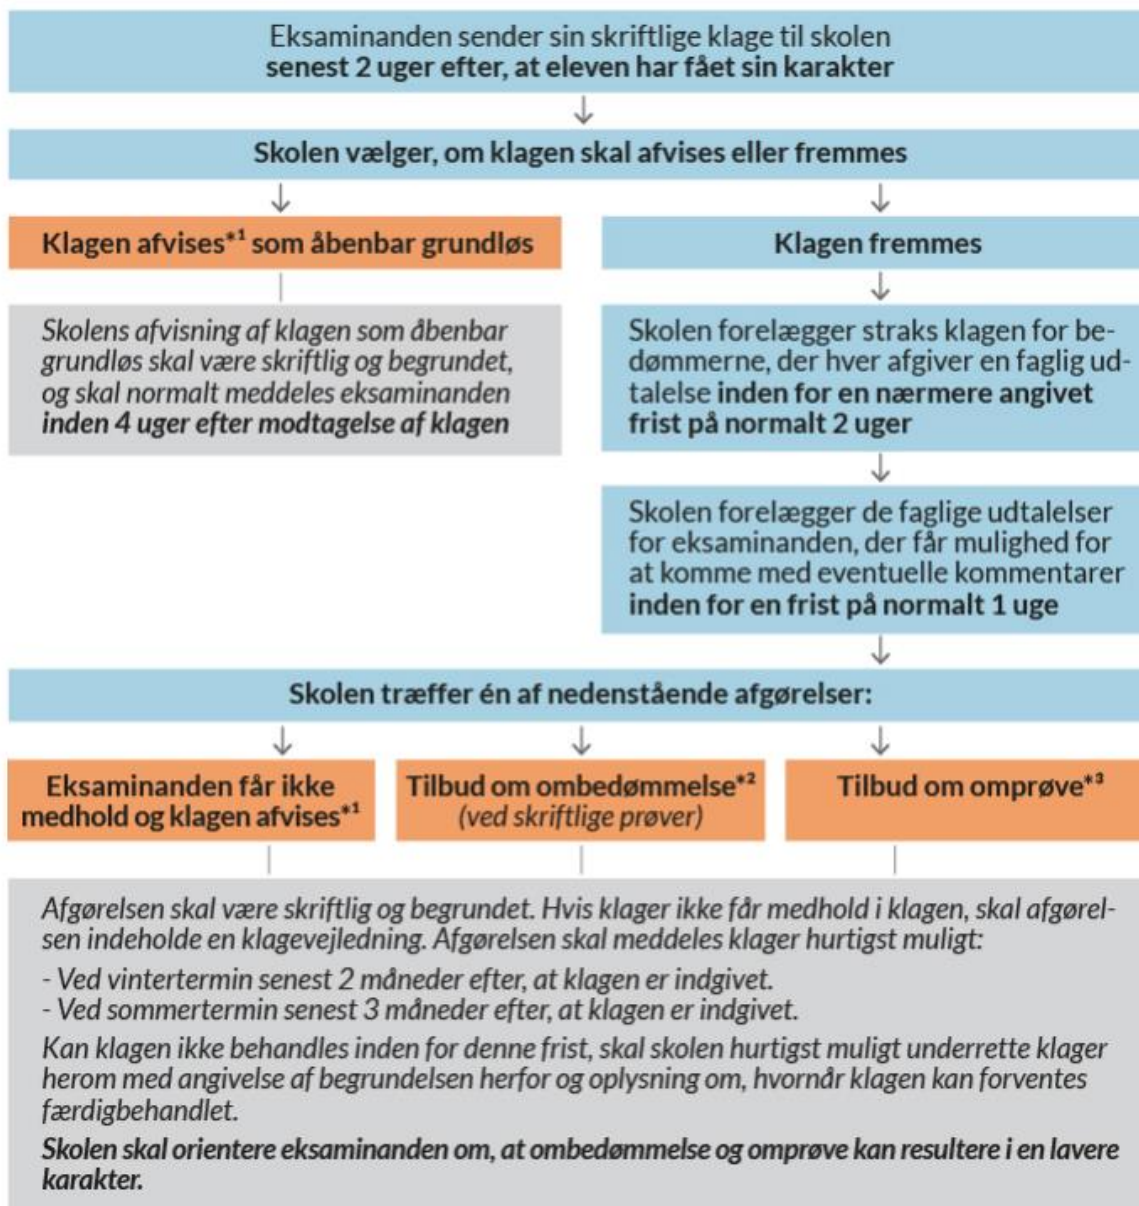 Eksaminanden sender sin skriftlige klage til skolen
senest 2 uger efter, at eleven har fået sin karakter
Skolen vælger, om klagen skal afvises eller fremmes
Klagen afvises*¹ som åbenbar grundløs
Klagen fremmes
Skolens afvisning af klagen som åbenbar
grundløs skal være skriftlig og begrundet,
og skal normalt meddeles eksaminanden
inden 4 uger efter modtagelse af klagen
Skolen forelægger straks klagen for be-
dømmerne, der hver afgiver en faglig ud-
talelse inden for en nærmere angivet
frist på normalt 2 uger
Skolen forelægger de faglige udtalelser
for eksaminanden, der får mulighed for
at komme med eventuelle kommentarer
inden for en frist på normalt 1 uge
Skolen træffer én af nedenstående afgørelser:
Eksaminanden får ikke
medhold og klagen afvises*¹
Tilbud om ombedømmelse*²
(ved skriftlige prøver)
Tilbud om omprøve*³
Afgørelsen skal være skriftlig og begrundet. Hvis klager ikke får medhold i klagen, skal afgørel-
sen indeholde en klagevejledning. Afgørelsen skal meddeles klager hurtigst muligt:
- Ved vintertermin senest 2 måneder efter, at klagen er indgivet.
- Ved sommertermin senest 3 måneder efter, at klagen er indgivet.
Kan klagen ikke behandles inden for denne frist, skal skolen hurtigst muligt underrette klager
herom med angivelse af begrundelsen herfor og oplysning om, hvornår klagen kan forventes
færdigbehandlet.
Skolen skal orientere eksaminanden om, at ombedømmelse og omprøve kan resultere i en lavere
karakter.